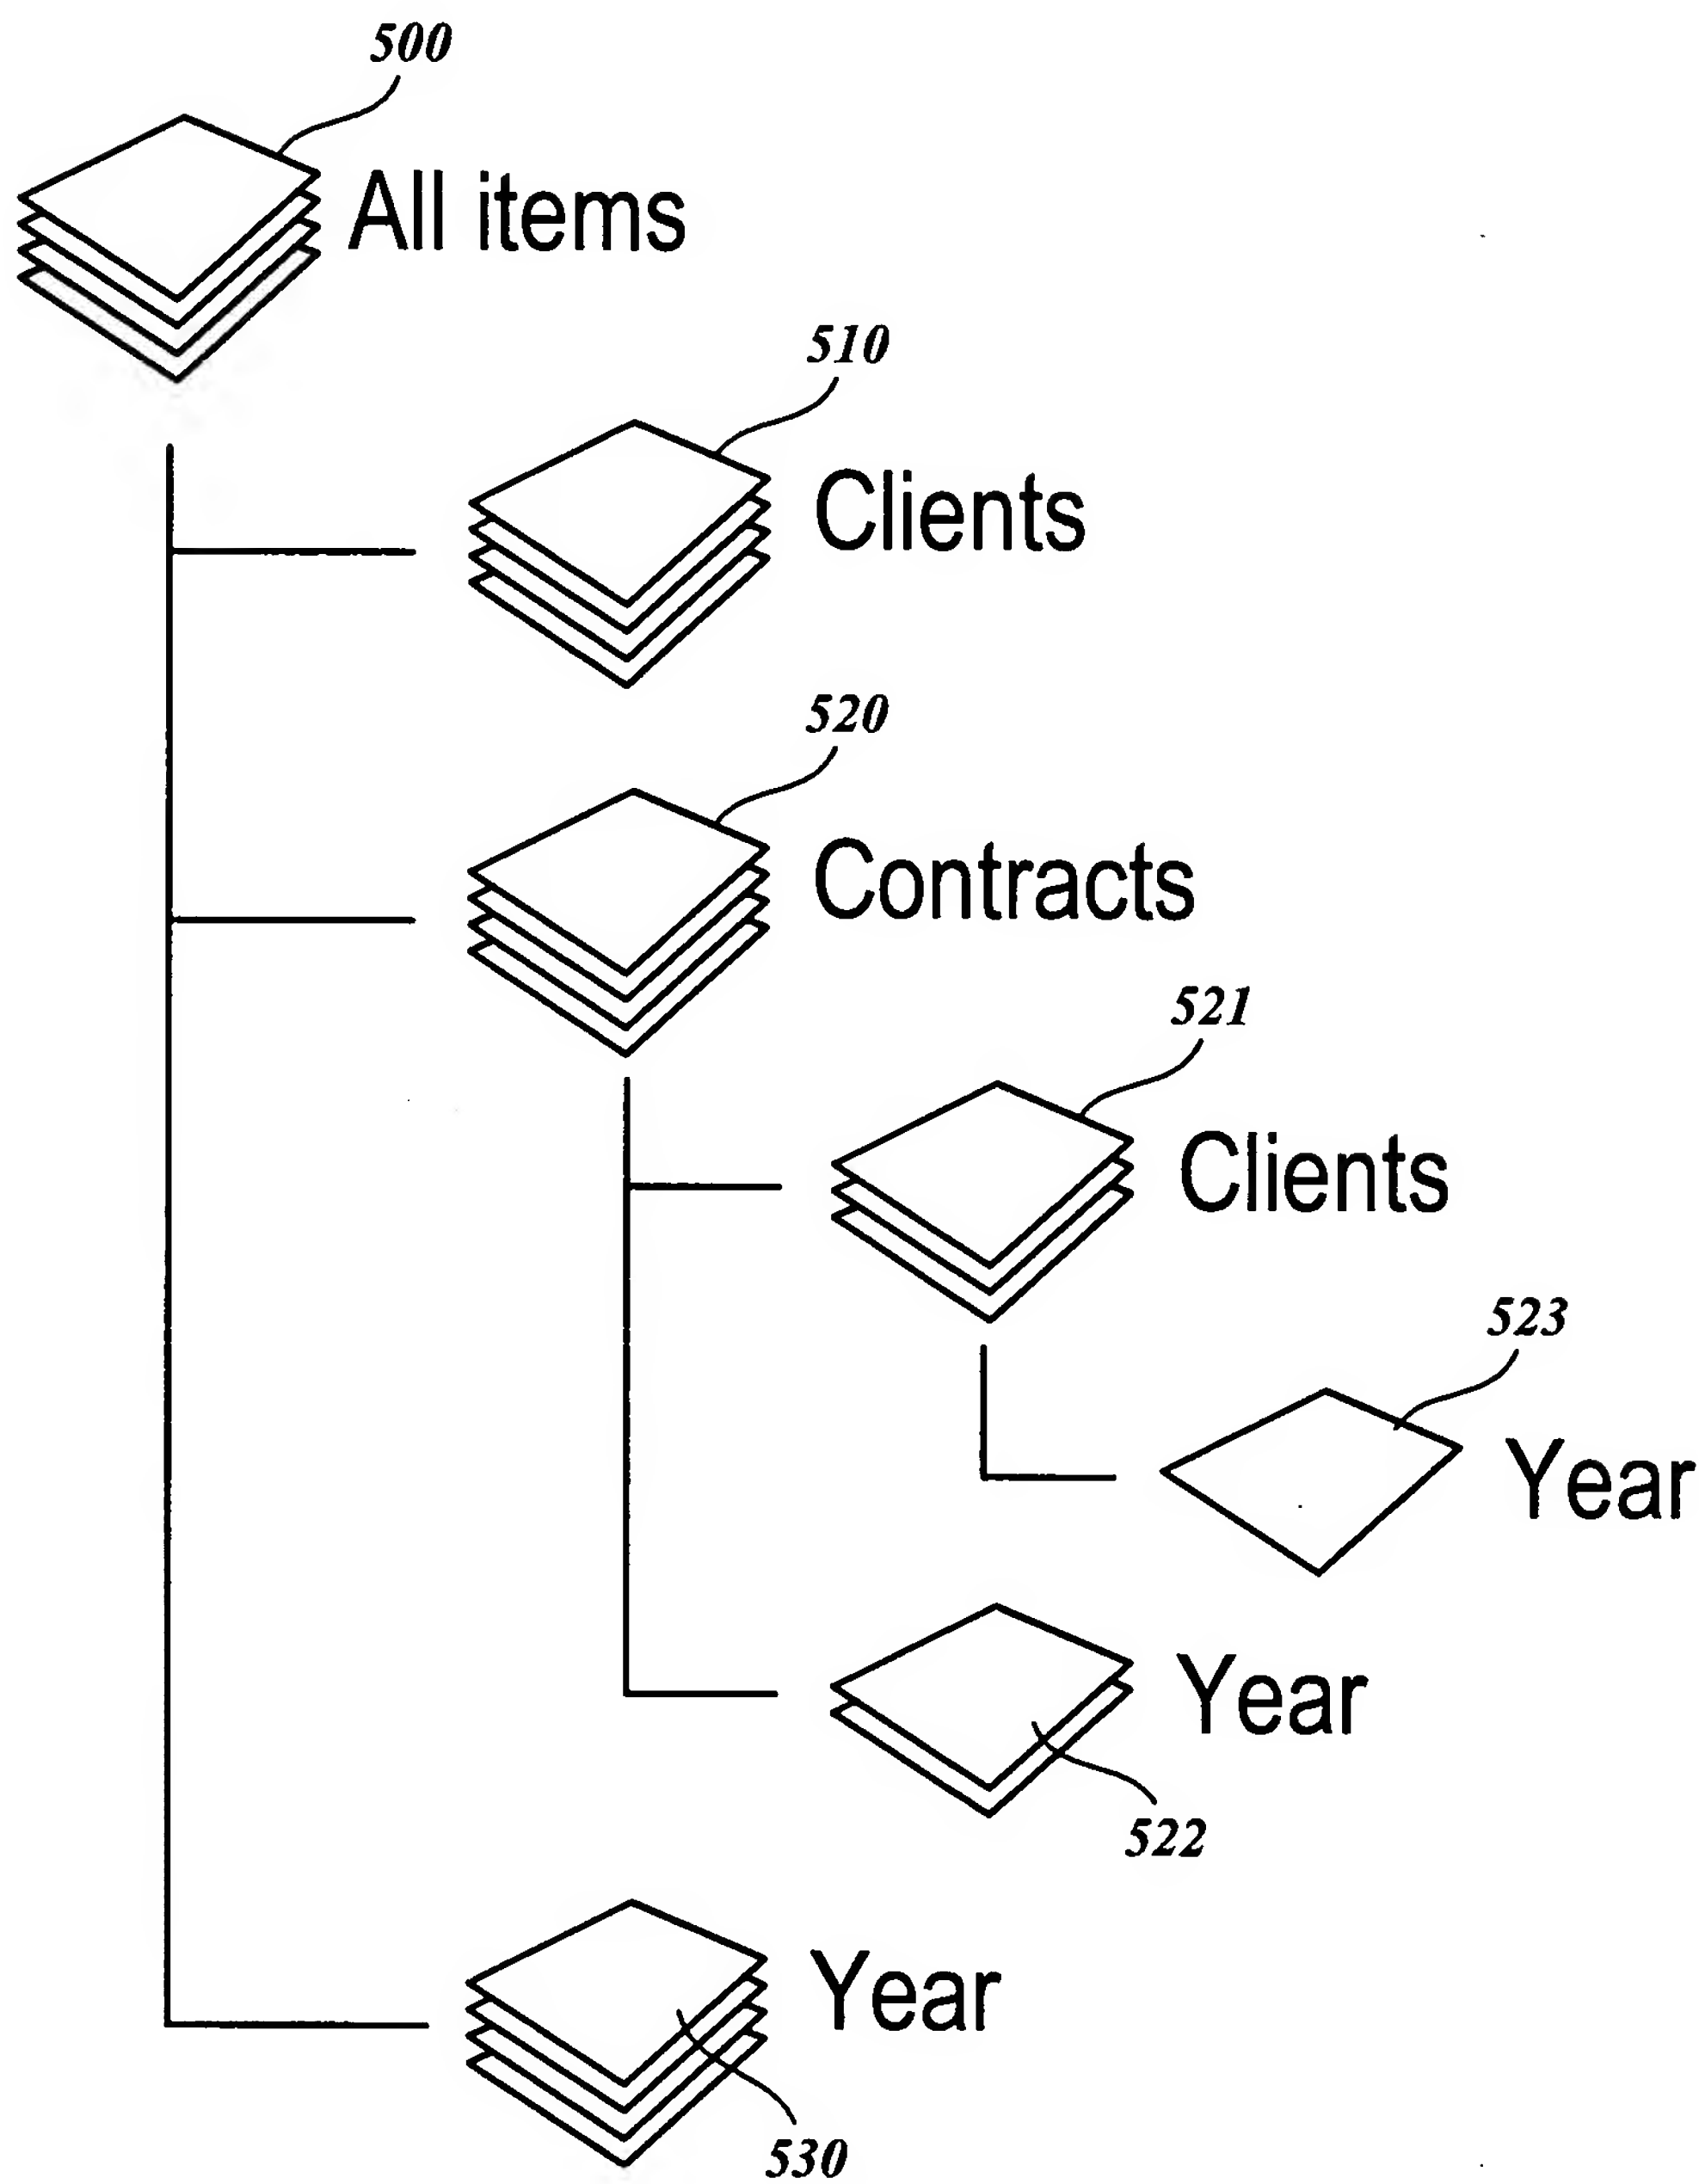 500
All items
510
Clients
520
Contracts
521
Clients
523
Year
Year
522
Year
530